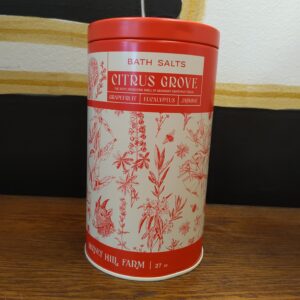 BATH SALTS
CITRUS GROVE
GRAPEFRUIT | EUCALYPTUS | JASMINE
HILL FARM | 27 oz